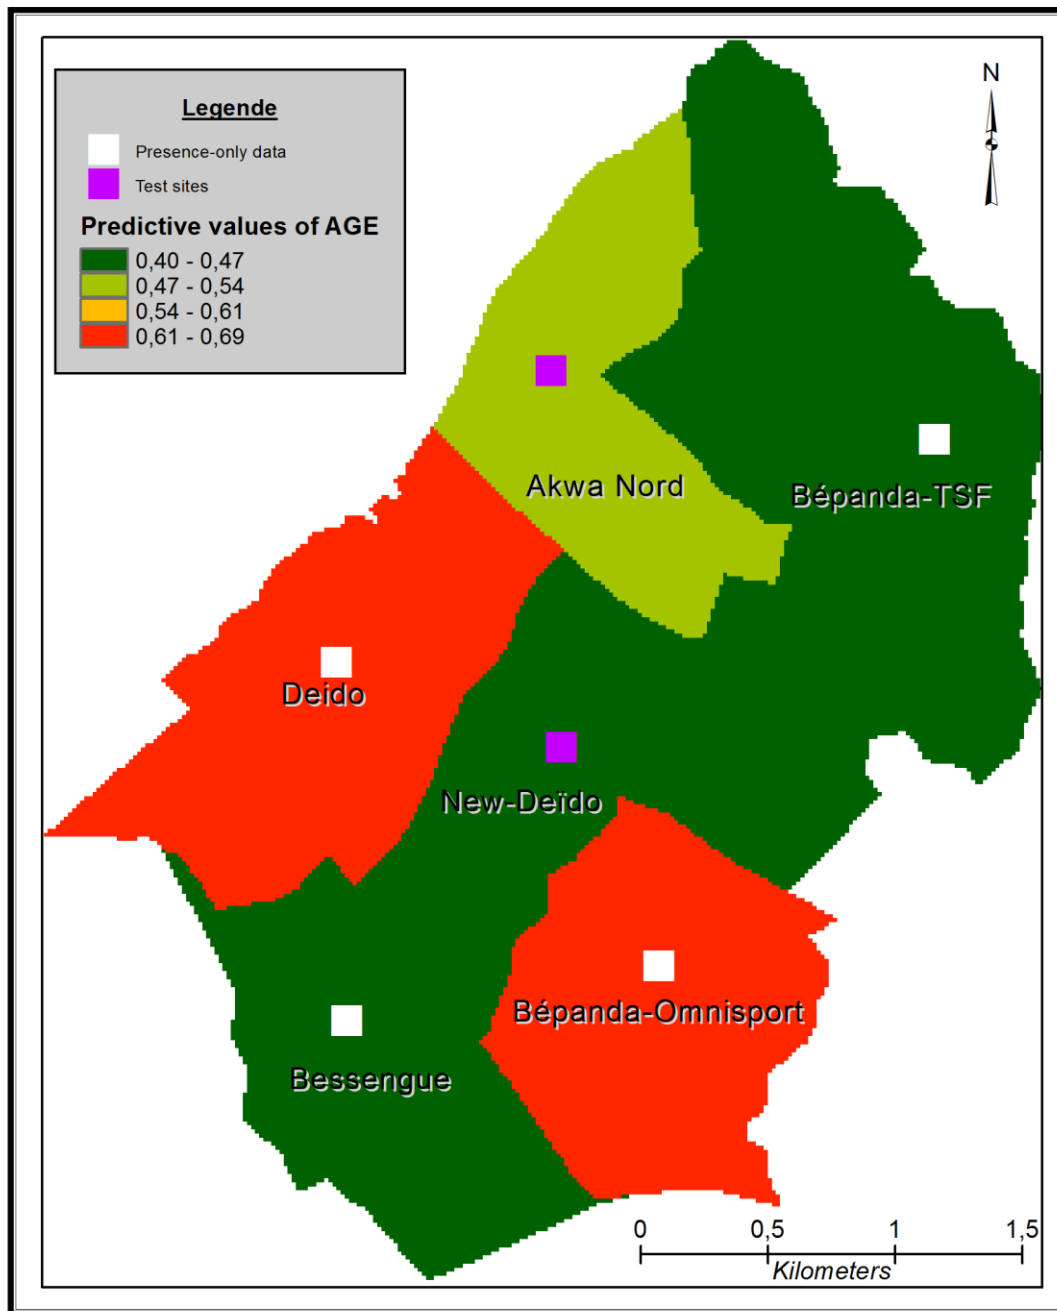 Legende
Presence-only data
Test sites
Predictive values of AGE
0,40 - 0,47
0,47 - 0,54
0,54 - 0,61
0,61 - 0,69
N
Akwa Nord
Bépanda-TSF
Deido
New-Deïdo
Bépanda-Omnisport
Bessengue
0 0,5 1 1,5
Kilometers